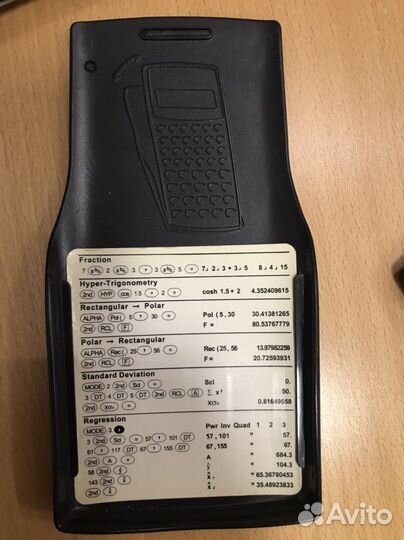 Fraction
7 a b/c 2 a b/c 3 + 3 a b/c 5 = 7⌟ 2⌟ 3 + 3⌟ 5 8⌟ 4⌟ 15
Hyper-Trigonometry
2nd HYP cos 1.5 + 2 = cosh 1.5 + 2 4.352409615
Rectangular → Polar
ALPHA Pol( 5 , 30 = Pol ( 5 , 30 30.41381265
2nd RCL F F = 80.53767779
Polar → Rectangular
ALPHA Rec( 25 , 56 = Rec ( 25, 56 13.97982259
2nd RCL F F = 20.72593931
Standard Deviation
MODE 2 2nd Scl = Scl 0.
3 DT 4 DT 5 DT 2nd RCL A Σ x² 50.
2nd Xσn = Xσn 0.81649658
Regression Pwr Inv Quad 1 2 3
MODE 3
3 2nd Scl = 57 , 101 DT 57 , 101 " 57.
61 , 117 DT 67 , 155 DT 67 , 155 " 67.
2nd A = A " 684.3
58 2nd ŷ ŷ " 104.3
143 2nd x̂ x̂ 1 " 65.36790453
2nd x̂ x̂ 2 " 35.48923833
Avito